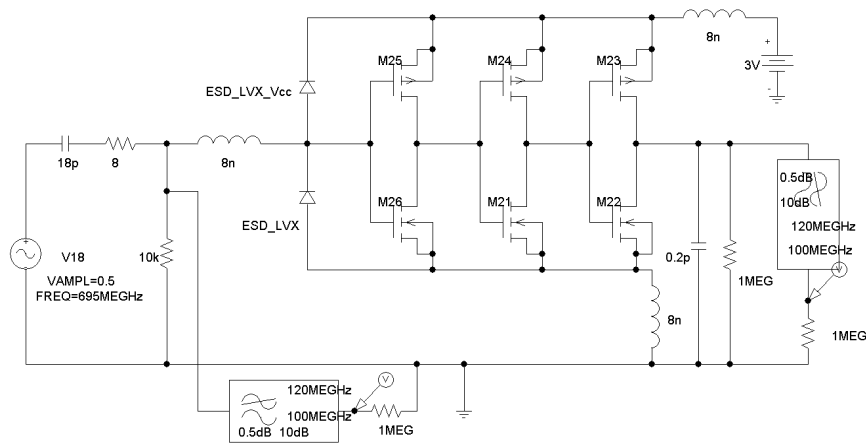 8n
M25
M24
M23
+
3V
-
ESD_LVX_Vcc
18p
8
8n
0.5dB
10dB
M26
M21
M22
ESD_LVX
+
V18
10k
0.2p
120MEGHz
100MEGHz
V
VAMPL=0.5
FREQ=695MEGHz
1MEG
8n
1MEG
120MEGHz
V
100MEGHz
0.5dB 10dB
1MEG